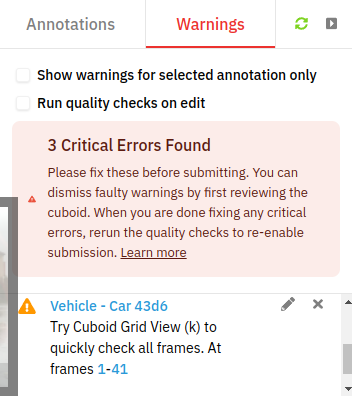 Annotations Warnings
Show warnings for selected annotation only
Run quality checks on edit
3 Critical Errors Found
Please fix these before submitting. You can
dismiss faulty warnings by first reviewing the
cuboid. When you are done fixing any critical
errors, rerun the quality checks to re-enable
submission. Learn more
Vehicle - Car 43d6
Try Cuboid Grid View (k) to
quickly check all frames. At
frames 1-41